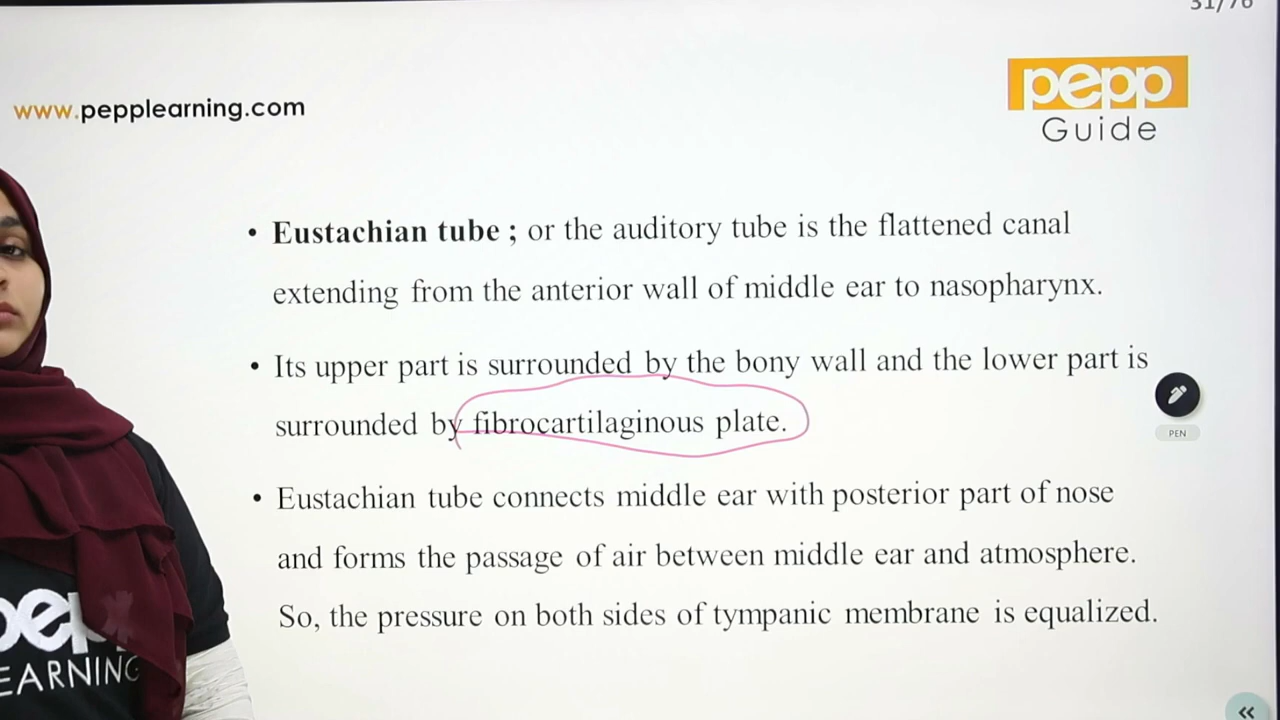 31/76
www.pepplearning.com
pepp
Guide
• Eustachian tube ; or the auditory tube is the flattened canal
extending from the anterior wall of middle ear to nasopharynx.
• Its upper part is surrounded by the bony wall and the lower part is
surrounded by fibrocartilaginous plate.
PEN
• Eustachian tube connects middle ear with posterior part of nose
and forms the passage of air between middle ear and atmosphere.
So, the pressure on both sides of tympanic membrane is equalized.